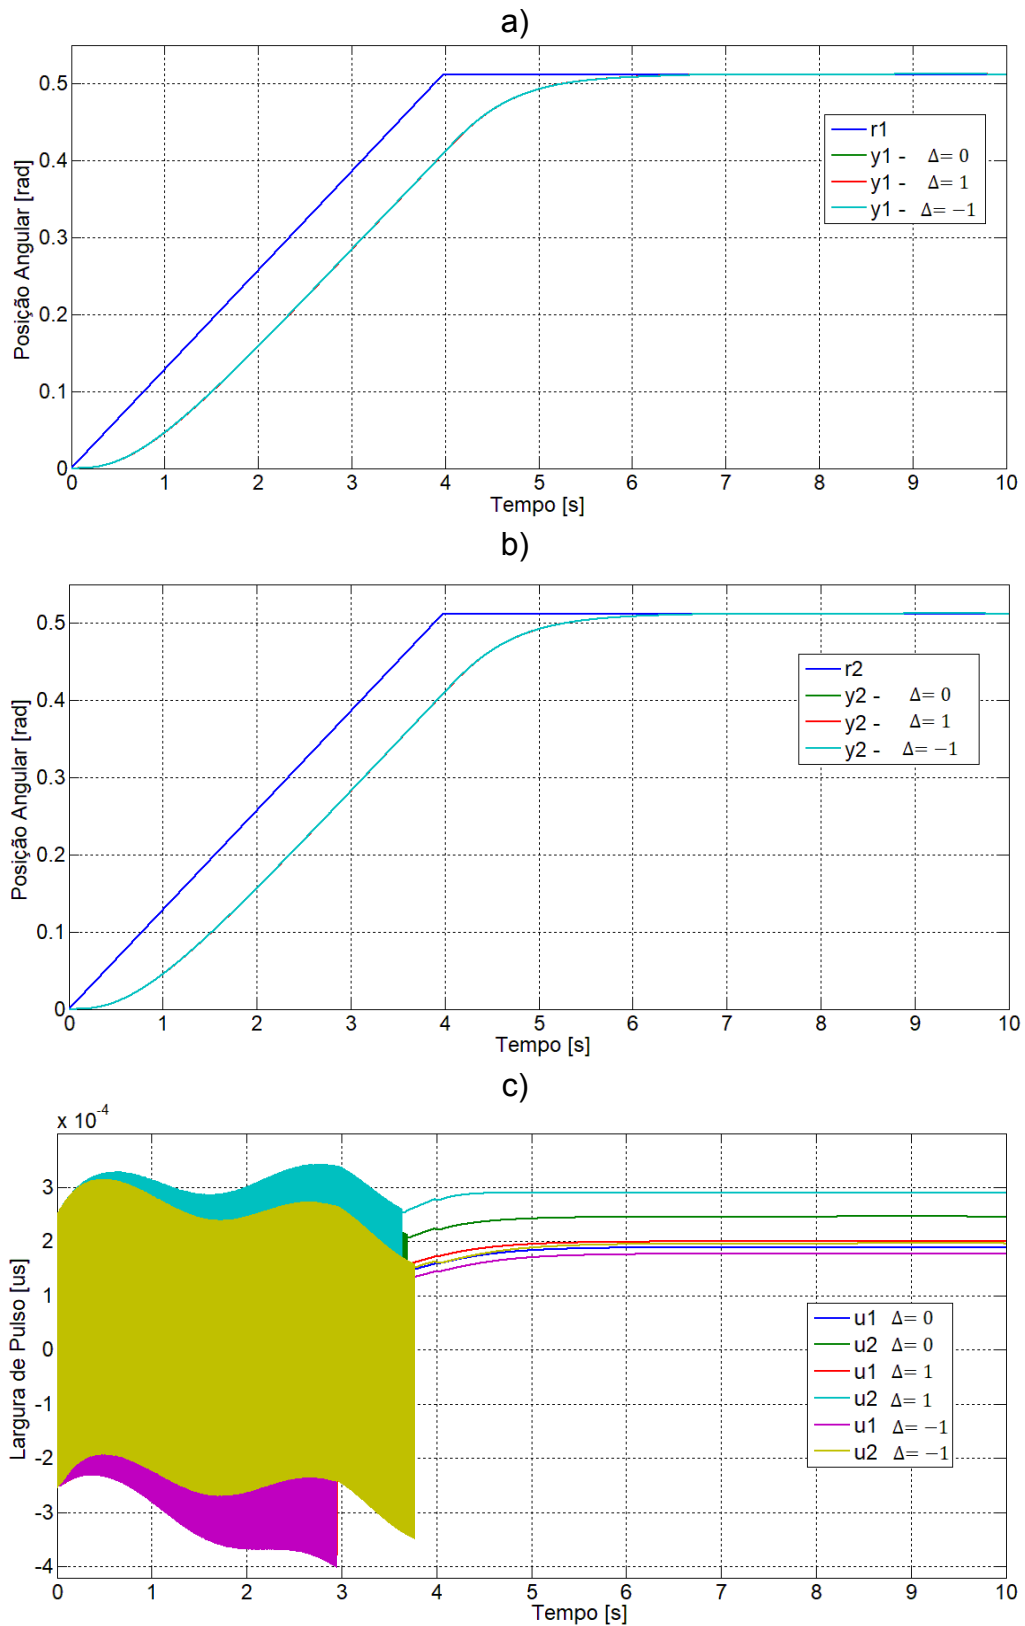 a)
0.5
0.4
0.3
0.2
0.1
0
Posição Angular [rad]
r1
y1 - Δ= 0
y1 - Δ= 1
y1 - Δ= −1
0 1 2 3 4 5 6 7 8 9 10
Tempo [s]
b)
0.5
0.4
0.3
0.2
0.1
0
Posição Angular [rad]
r2
y2 - Δ= 0
y2 - Δ= 1
y2 - Δ= −1
0 1 2 3 4 5 6 7 8 9 10
Tempo [s]
c)
x 10-4
3
2
1
0
-1
-2
-3
-4
Largura de Pulso [us]
u1 Δ= 0
u2 Δ= 0
u1 Δ= 1
u2 Δ= 1
u1 Δ= −1
u2 Δ= −1
0 1 2 3 4 5 6 7 8 9 10
Tempo [s]